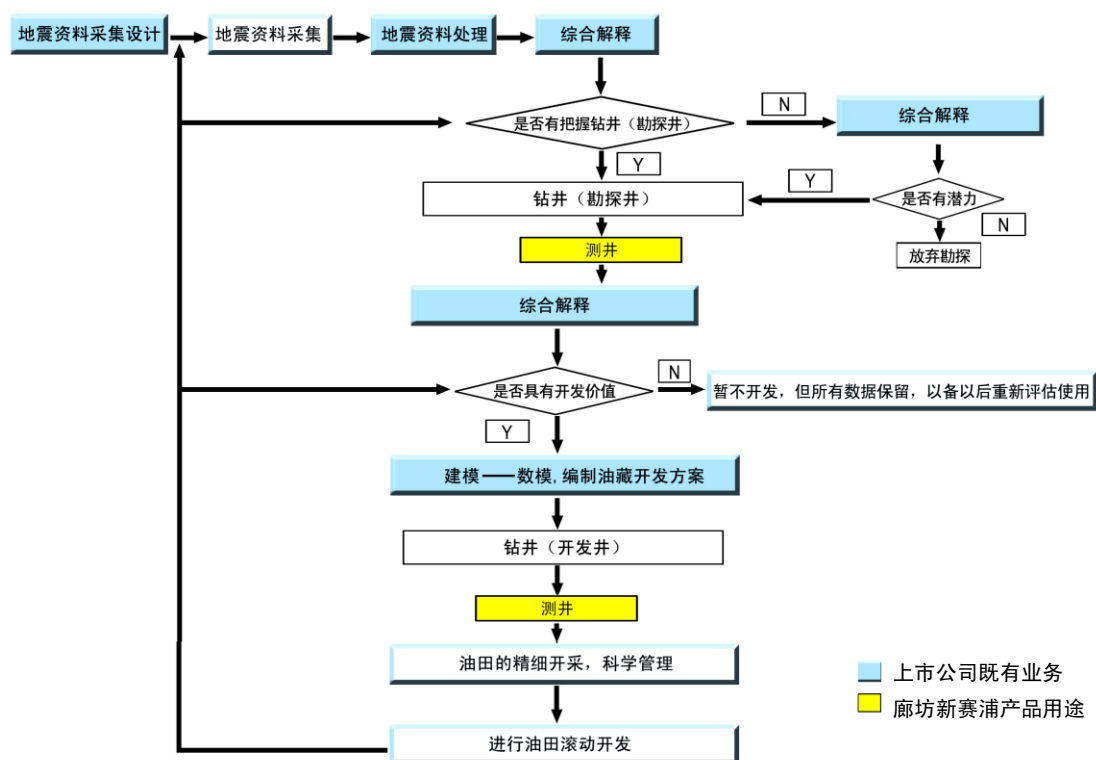 地震资料采集设计
地震资料采集
地震资料处理
综合解释
是否有把握钻井（勘探井）
N
综合解释
Y
钻井（勘探井）
Y
是否有潜力
N
放弃勘探
测井
综合解释
是否具有开发价值
N
暂不开发，但所有数据保留，以备以后重新评估使用
Y
建模——数模,编制油藏开发方案
钻井（开发井）
测井
油田的精细开采，科学管理
进行油田滚动开发
上市公司既有业务
廊坊新赛浦产品用途